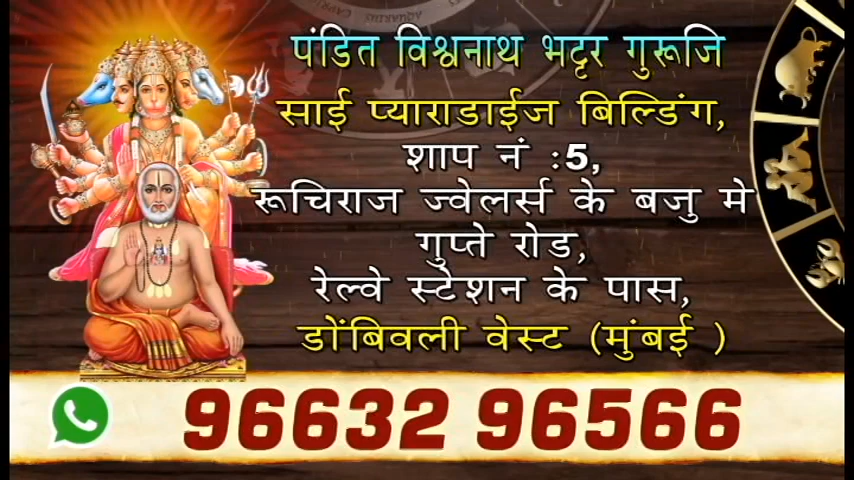 पंडित विश्वनाथ भट्टर गुरूजि
साई प्याराडाईज बिल्डिंग,
शाप नं :5,
रूचिराज ज्वेलर्स के बजु मे
गुप्ते रोड,
रेल्वे स्टेशन के पास,
डोंबिवली वेस्ट (मुंबई )
96632 96566